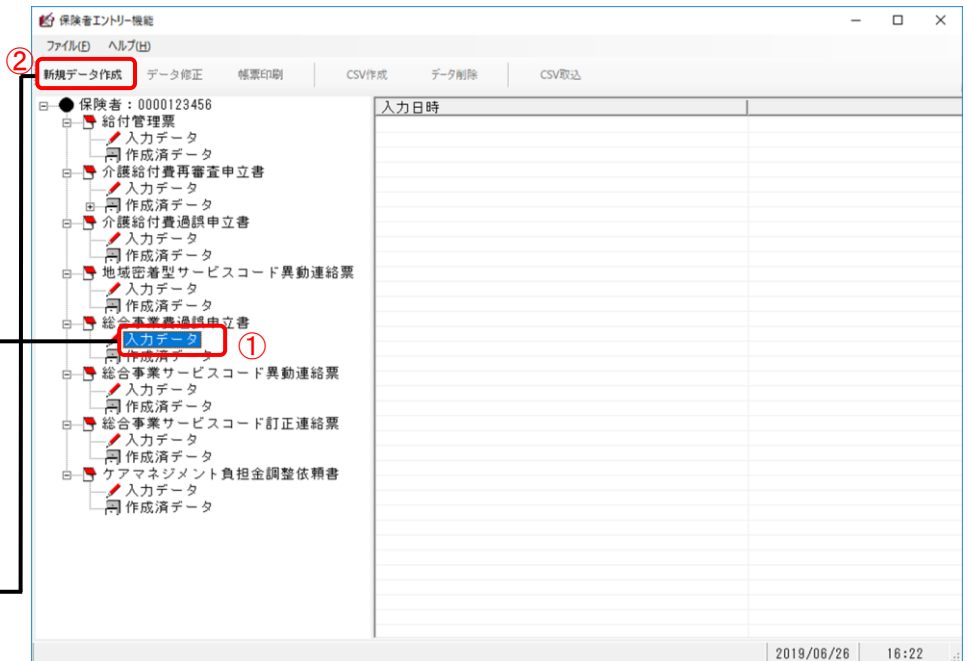 保険者エントリー機能
ファイル(F) ヘルプ(H)
②
新規データ作成 データ修正 帳票印刷 CSV作成 データ削除 CSV取込
保険者：0000123456
入力日時
給付管理票
入力データ
作成済データ
介護給付費再審査申立書
入力データ
作成済データ
介護給付費過誤申立書
入力データ
作成済データ
地域密着型サービスコード異動連絡票
入力データ
作成済データ
総合事業費過誤申立書
入力データ
①
作成済データ
総合事業サービスコード異動連絡票
入力データ
作成済データ
総合事業サービスコード訂正連絡票
入力データ
作成済データ
ケアマネジメント負担金調整依頼書
入力データ
作成済データ
2019/06/26 16:22